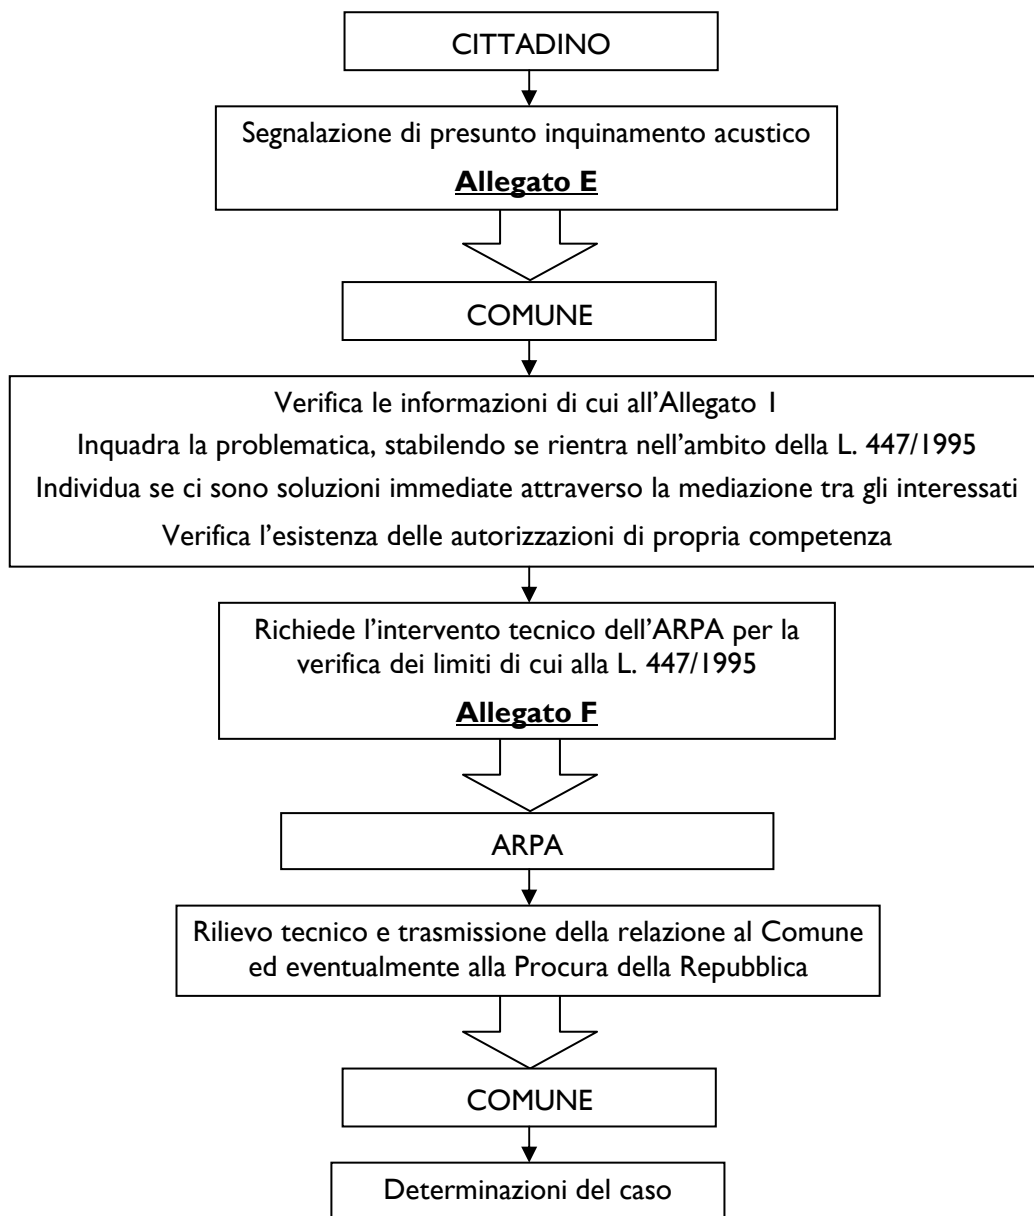 CITTADINO
Segnalazione di presunto inquinamento acustico
Allegato E
COMUNE
Verifica le informazioni di cui all'Allegato 1
Inquadra la problematica, stabilendo se rientra nell'ambito della L. 447/1995
Individua se ci sono soluzioni immediate attraverso la mediazione tra gli interessati
Verifica l'esistenza delle autorizzazioni di propria competenza
Richiede l'intervento tecnico dell'ARPA per la
verifica dei limiti di cui alla L. 447/1995
Allegato F
ARPA
Rilievo tecnico e trasmissione della relazione al Comune
ed eventualmente alla Procura della Repubblica
COMUNE
Determinazioni del caso